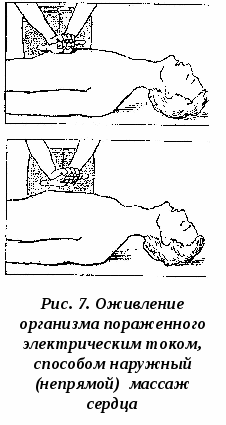 Рис. 7. Оживление
организма пораженного
электрическим током,
способом наружный
(непрямой) массаж
сердца